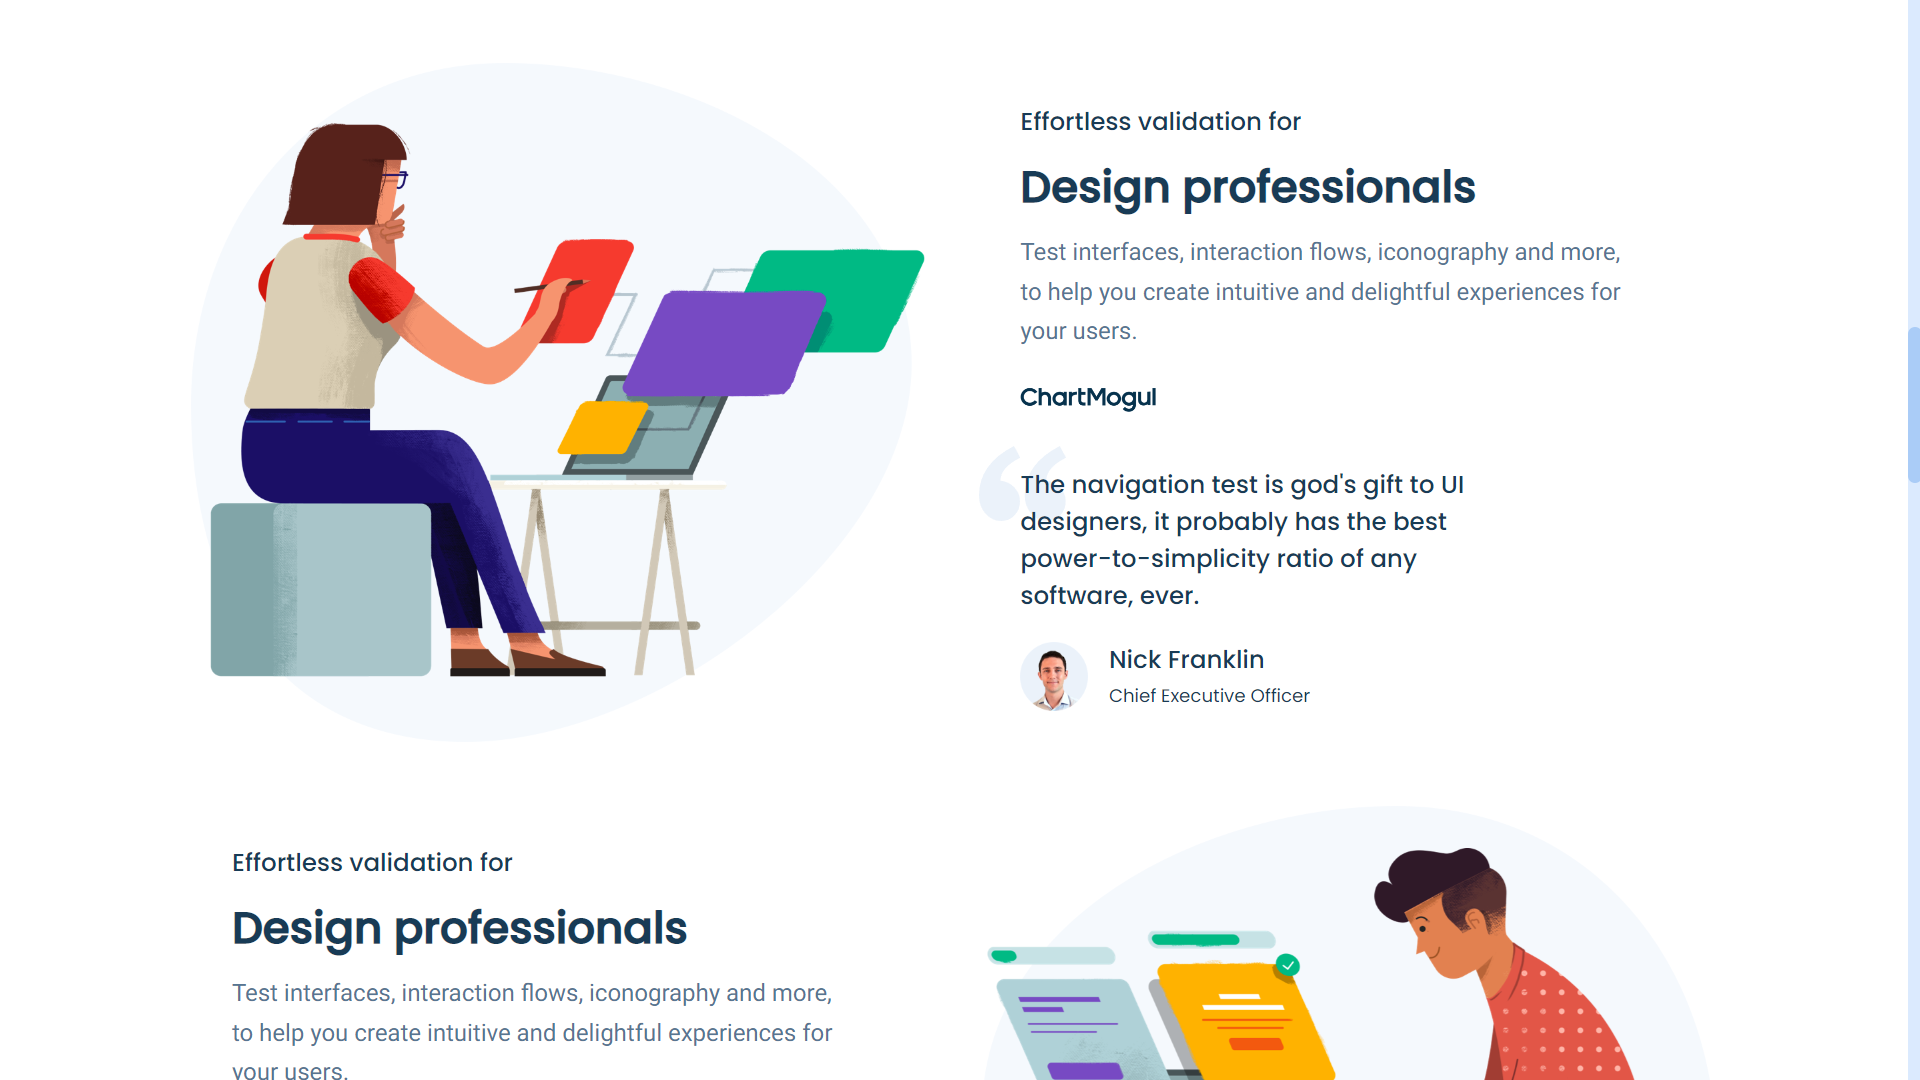 Effortless validation for
Design professionals
Test interfaces, interaction flows, iconography and more,
to help you create intuitive and delightful experiences for
your users.
ChartMogul
The navigation test is god's gift to UI
designers, it probably has the best
power-to-simplicity ratio of any
software, ever.
Nick Franklin
Chief Executive Officer
Effortless validation for
Design professionals
Test interfaces, interaction flows, iconography and more,
to help you create intuitive and delightful experiences for
your users.